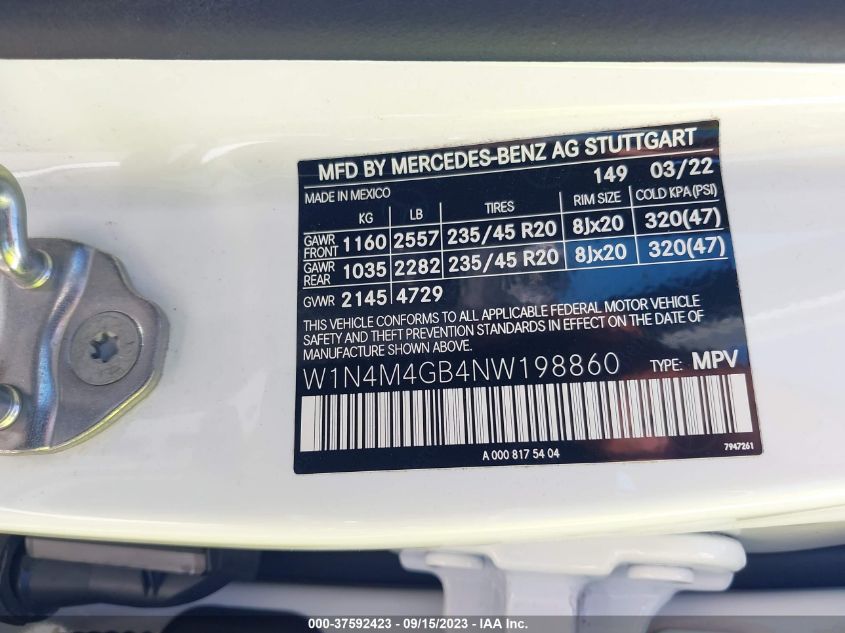 MFD BY MERCEDES-BENZ AG STUTTGART
149 03/22
MADE IN MEXICO
KG LB TIRES RIM SIZE COLD KPA(PSI)
GAWR FRONT 1160 2557 235/45 R20 8Jx20 320(47)
GAWR REAR 1035 2282 235/45 R20 8Jx20 320(47)
GVWR 2145 4729
THIS VEHICLE CONFORMS TO ALL APPLICABLE FEDERAL MOTOR VEHICLE
SAFETY AND THEFT PREVENTION STANDARDS IN EFFECT ON THE DATE OF
MANUFACTURE SHOWN ABOVE.
W1N4M4GB4NW198860 TYPE: MPV
A 000 817 54 04 7947261
000-37592423 - 09/15/2023 - IAAI.COM